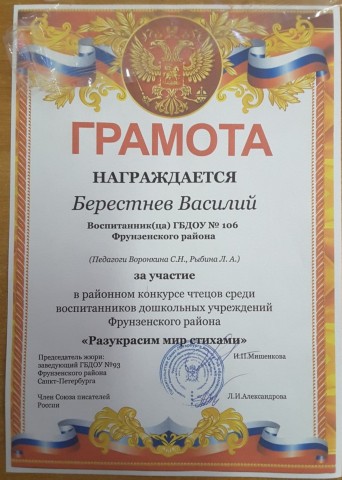 ГРАМОТА
НАГРАЖДАЕТСЯ
Берестнев Василий
Воспитанник(ца) ГБДОУ № 106
Фрунзенского района
(Педагоги Воронкина С.Н., Рыбина Л. А.)
за участие
в районном конкурсе чтецов среди
воспитанников дошкольных учреждений
Фрунзенского района
«Разукрасим мир стихами»
Председатель жюри:
заведующий ГБДОУ №93
Фрунзенского района
Санкт-Петербурга
И.П.Мишенкова
Член Союза писателей
России
Л.И.Александрова